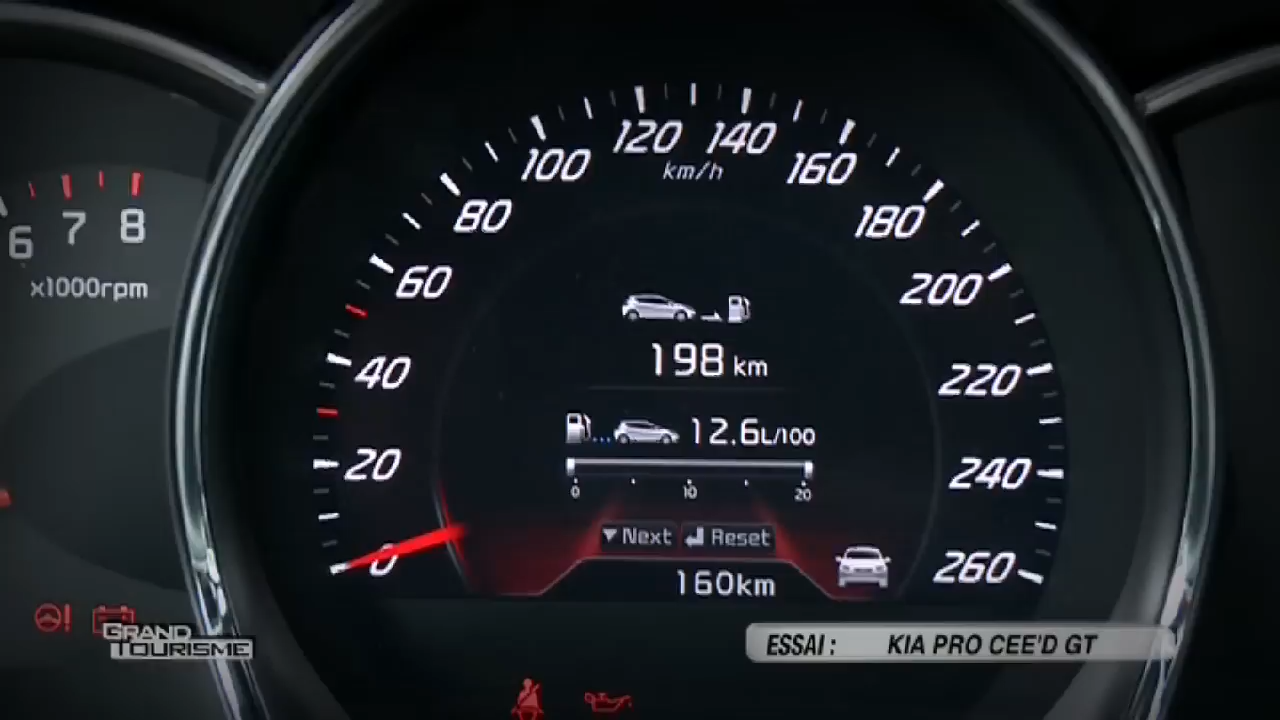 120 140
100 km/h 160
80 180
6 7 8
60 200
x1000rpm
198 km
40 220
12.6L/100
20 240
0 10 20
Next Reset
0 260
160km
GRAND
TOURISME
ESSAI : KIA PRO CEE'D GT